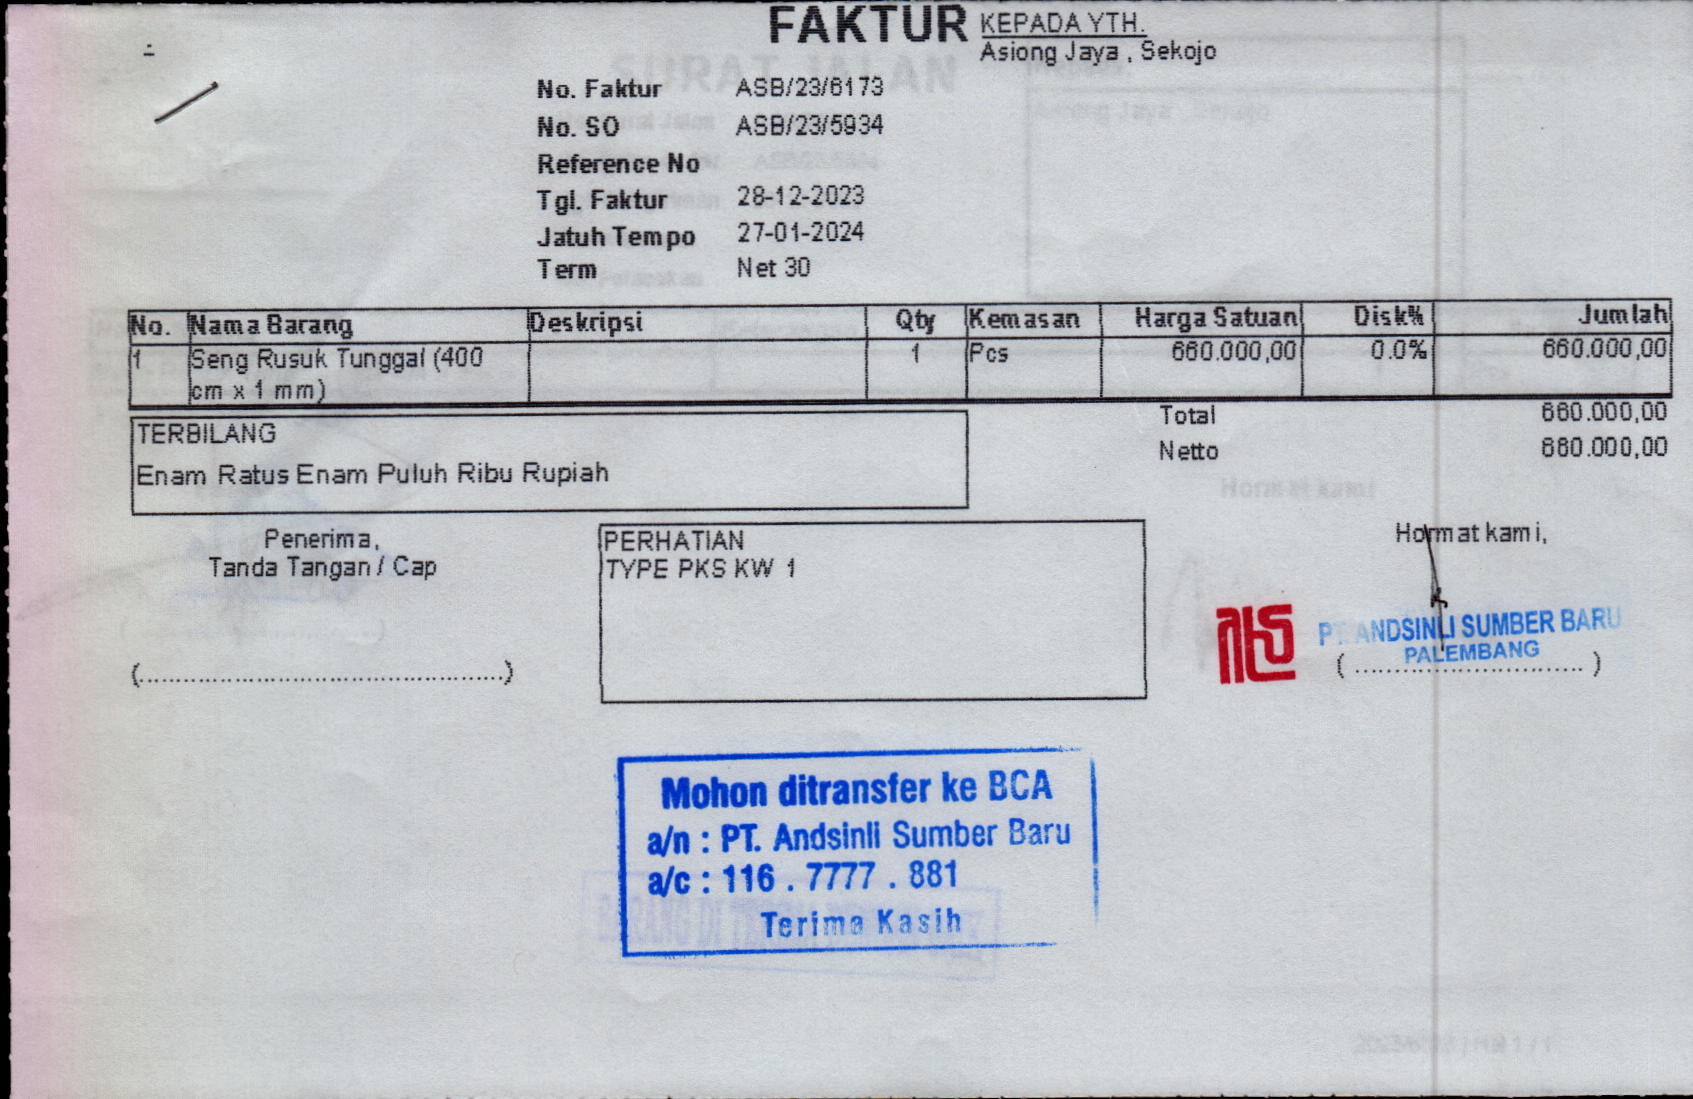 FAKTUR
KEPADA YTH.
Asiong Jaya , Sekojo
No. Faktur ASB/23/6173
No. SO ASB/23/5934
Reference No
Tgl. Faktur 28-12-2023
Jatuh Tempo 27-01-2024
Term Net 30
No. Nama Barang Deskripsi Qty Kemasan Harga Satuan Disk% Jumlah
1 Seng Rusuk Tunggal (400 1 Pcs 660.000,00 0.0% 660.000,00
cm x 1 mm)
Total 660.000,00
Netto 660.000,00
TERBILANG
Enam Ratus Enam Puluh Ribu Rupiah
Penerima,
Tanda Tangan / Cap
(................................................)
PERHATIAN
TYPE PKS KW 1
Hormat kami,
PT. ANDSINLI SUMBER BARU
PALEMBANG
(..............................)
Mohon ditransfer ke BCA
a/n : PT. Andsinli Sumber Baru
a/c : 116 . 7777 . 881
Terima Kasih
SURAT JALAN
Hormat kami